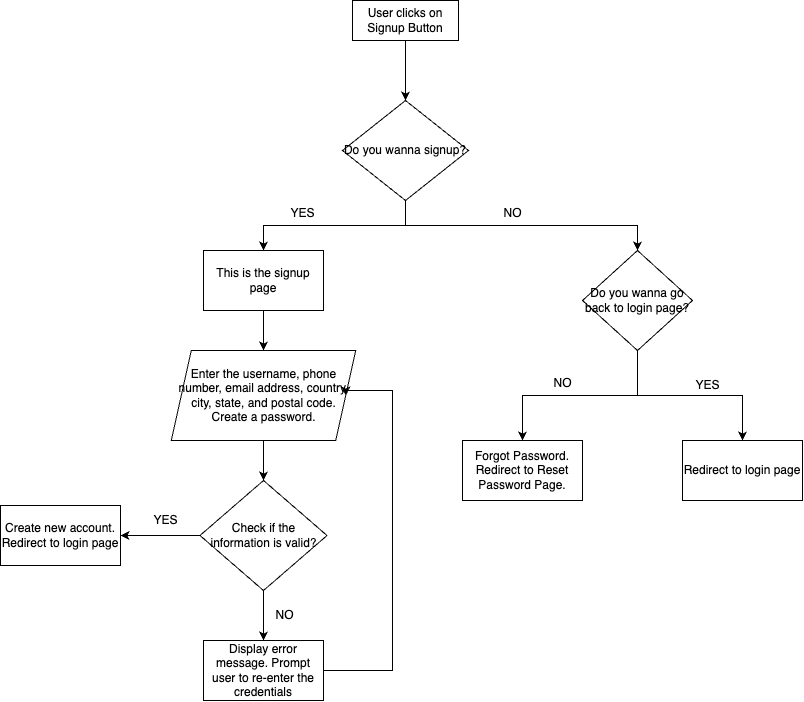 User clicks on
Signup Button
Do you wanna signup?
YES
NO
This is the signup
page
Do you wanna go
back to login page?
Enter the username, phone
number, email address, country,
city, state, and postal code.
Create a password.
NO
YES
Forgot Password.
Redirect to Reset
Password Page.
Redirect to login page
Check if the
information is valid?
YES
Create new account.
Redirect to login page
NO
Display error
message. Prompt
user to re-enter the
credentials